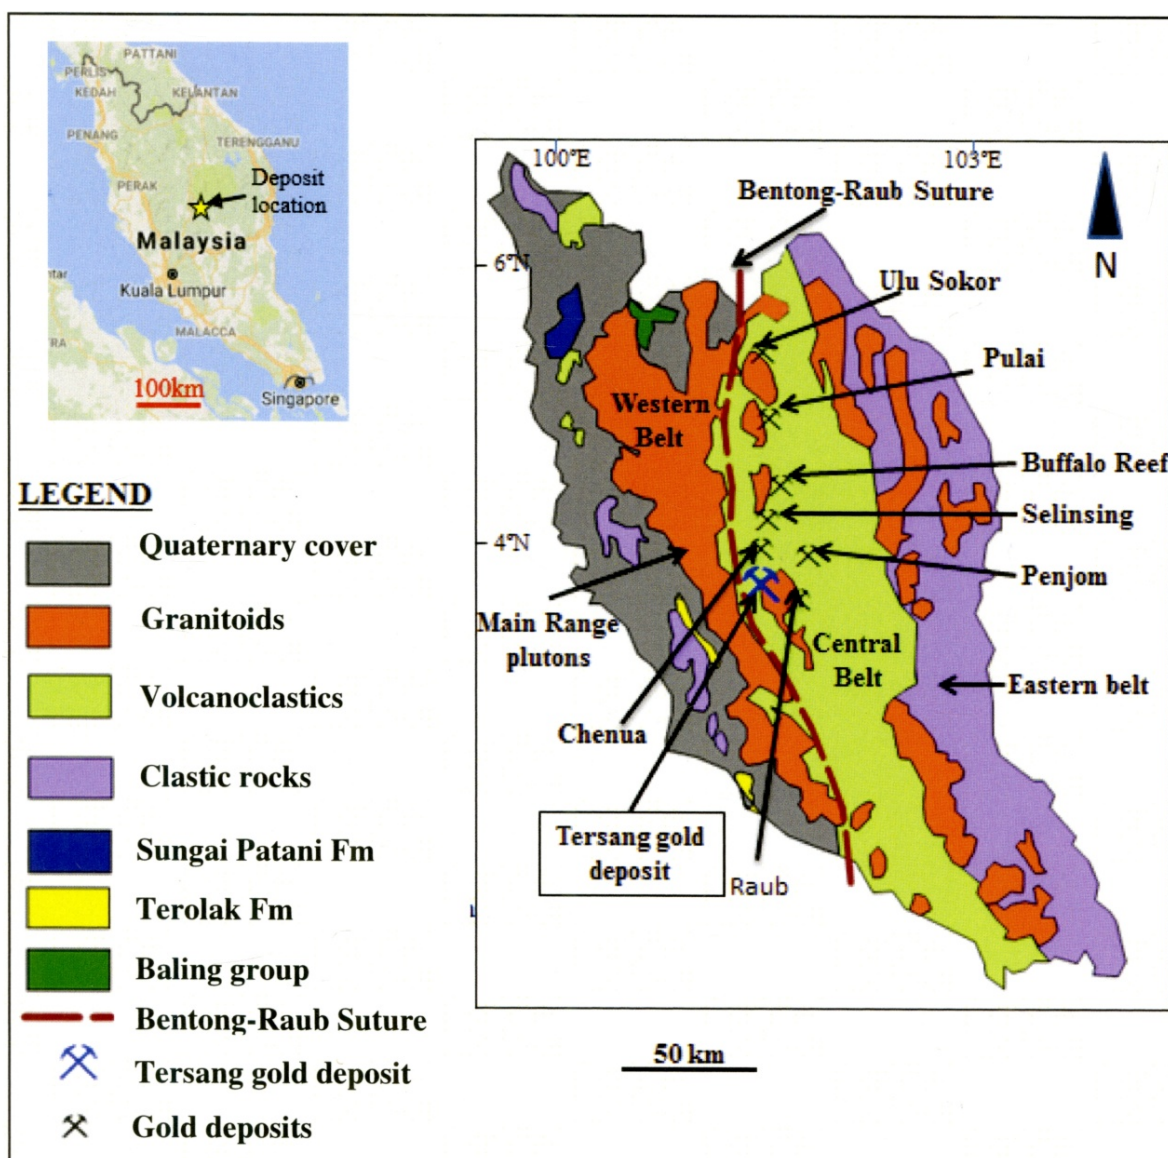 PATTANI
PERLIS
KEDAH
KELANTAN
PENANG
TERENGGANU
PERAK
Deposit
location
Malaysia
ntar
Kuala Lumpur
MALACCA
RA
100km
Singapore
100°E
103°E
Bentong-Raub Suture
N
6°N
Ulu Sokor
Pulai
Western
Belt
Buffalo Reef
Selinsing
4°N
Penjom
Main Range
plutons
Central
Belt
Eastern belt
Chenua
Tersang gold
deposit
Raub
50 km
LEGEND
Quaternary cover
Granitoids
Volcanoclastics
Clastic rocks
Sungai Patani Fm
Terolak Fm
Baling group
Bentong-Raub Suture
Tersang gold deposit
Gold deposits